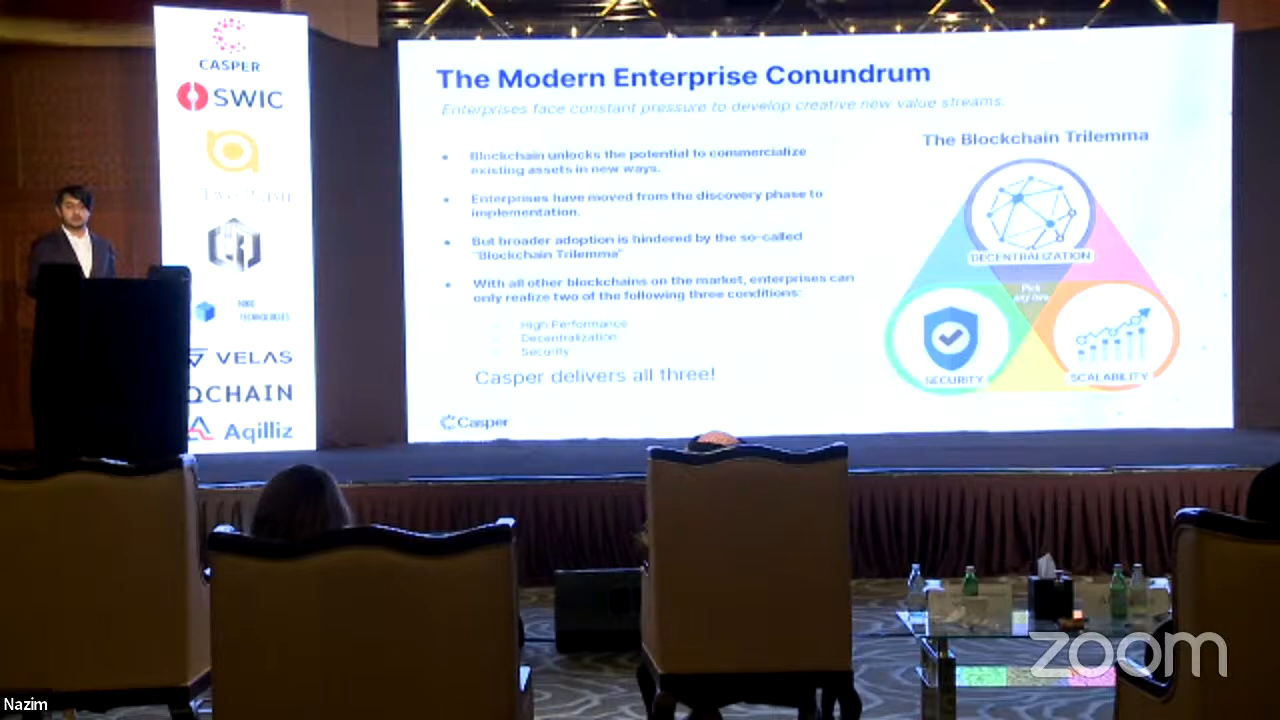 CASPER
SWIC
VELAS
QCHAIN
Aqilliz
The Modern Enterprise Conundrum
Enterprises face constant pressure to develop creative new value streams.
Blockchain unlocks the potential to commercialize
existing assets in new ways.
Enterprises have moved from the discovery phase to
implementation.
But broader adoption is hindered by the so-called
"Blockchain Trilemma"
With all other blockchains on the market, enterprises can
only realize two of the following three conditions:
High Performance
Decentralization
Security
Casper delivers all three!
Casper
The Blockchain Trilemma
DECENTRALIZATION
Pick
any two
SECURITY
SCALABILITY
zoom
Nazim